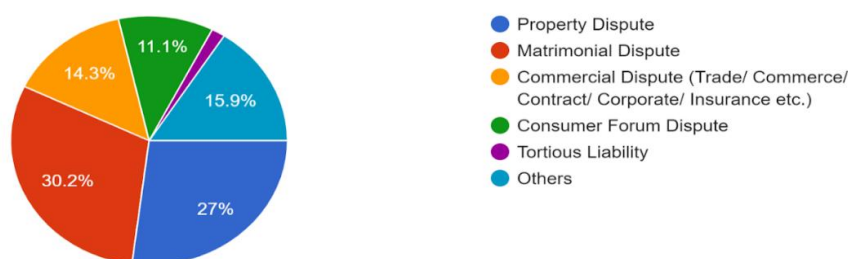 11.1%
14.3%
15.9%
30.2%
27%
Property Dispute
Matrimonial Dispute
Commercial Dispute (Trade/ Commerce/
Contract/ Corporate/ Insurance etc.)
Consumer Forum Dispute
Tortious Liability
Others